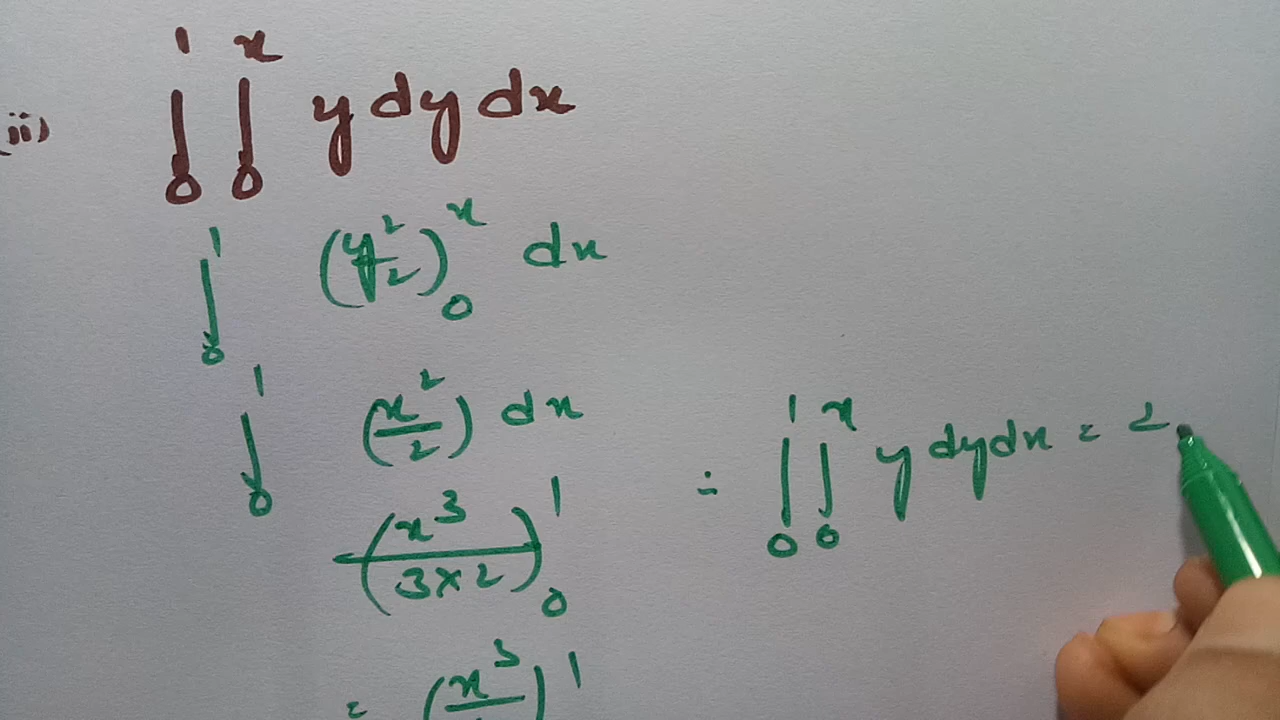 (ii) ∫₀¹ ∫₀ˣ y dy dx
∫₀¹ (y²/2)₀ˣ dx
∫₀¹ (x²/2) dx
(x³/(3×2))₀¹
= (x³/
∴ ∫₀¹ ∫₀ˣ y dy dx =